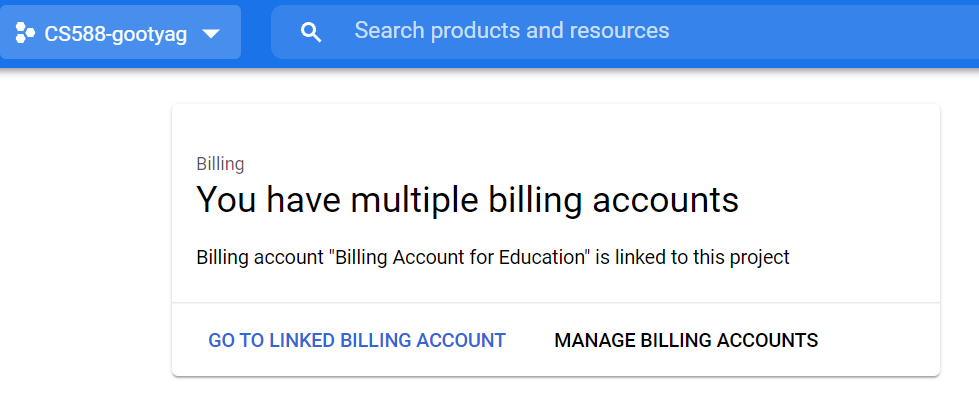 CS588-gootyag
Search products and resources
Billing
You have multiple billing accounts
Billing account "Billing Account for Education" is linked to this project
GO TO LINKED BILLING ACCOUNT
MANAGE BILLING ACCOUNTS